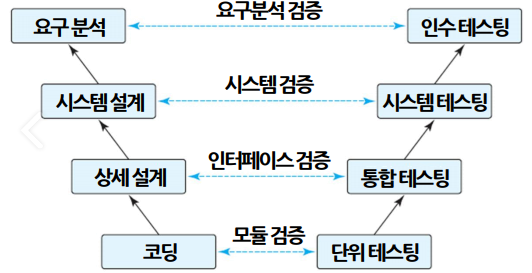 요구 분석
요구분석 검증
인수 테스팅
시스템 설계
시스템 검증
시스템 테스팅
상세 설계
인터페이스 검증
통합 테스팅
코딩
모듈 검증
단위 테스팅